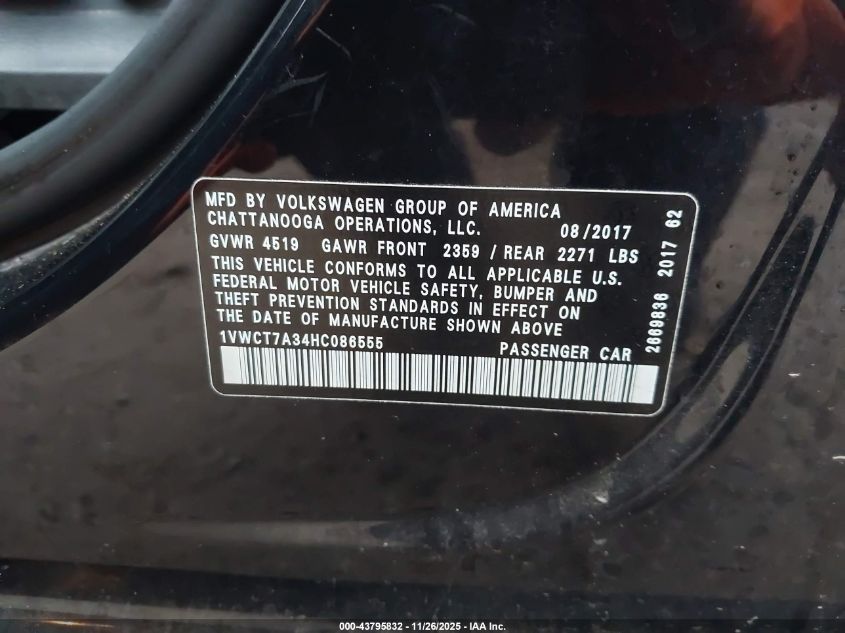 MFD BY VOLKSWAGEN GROUP OF AMERICA
CHATTANOOGA OPERATIONS, LLC. 08/2017
GVWR 4519 GAWR FRONT 2359 / REAR 2271 LBS
THIS VEHICLE CONFORMS TO ALL APPLICABLE U.S.
FEDERAL MOTOR VEHICLE SAFETY, BUMPER AND
THEFT PREVENTION STANDARDS IN EFFECT ON
THE DATE OF MANUFACTURE SHOWN ABOVE
1VWCT7A34HC086555 PASSENGER CAR
2669836 2017 62
000-43795832 - 11/26/2025 - IAA Inc.